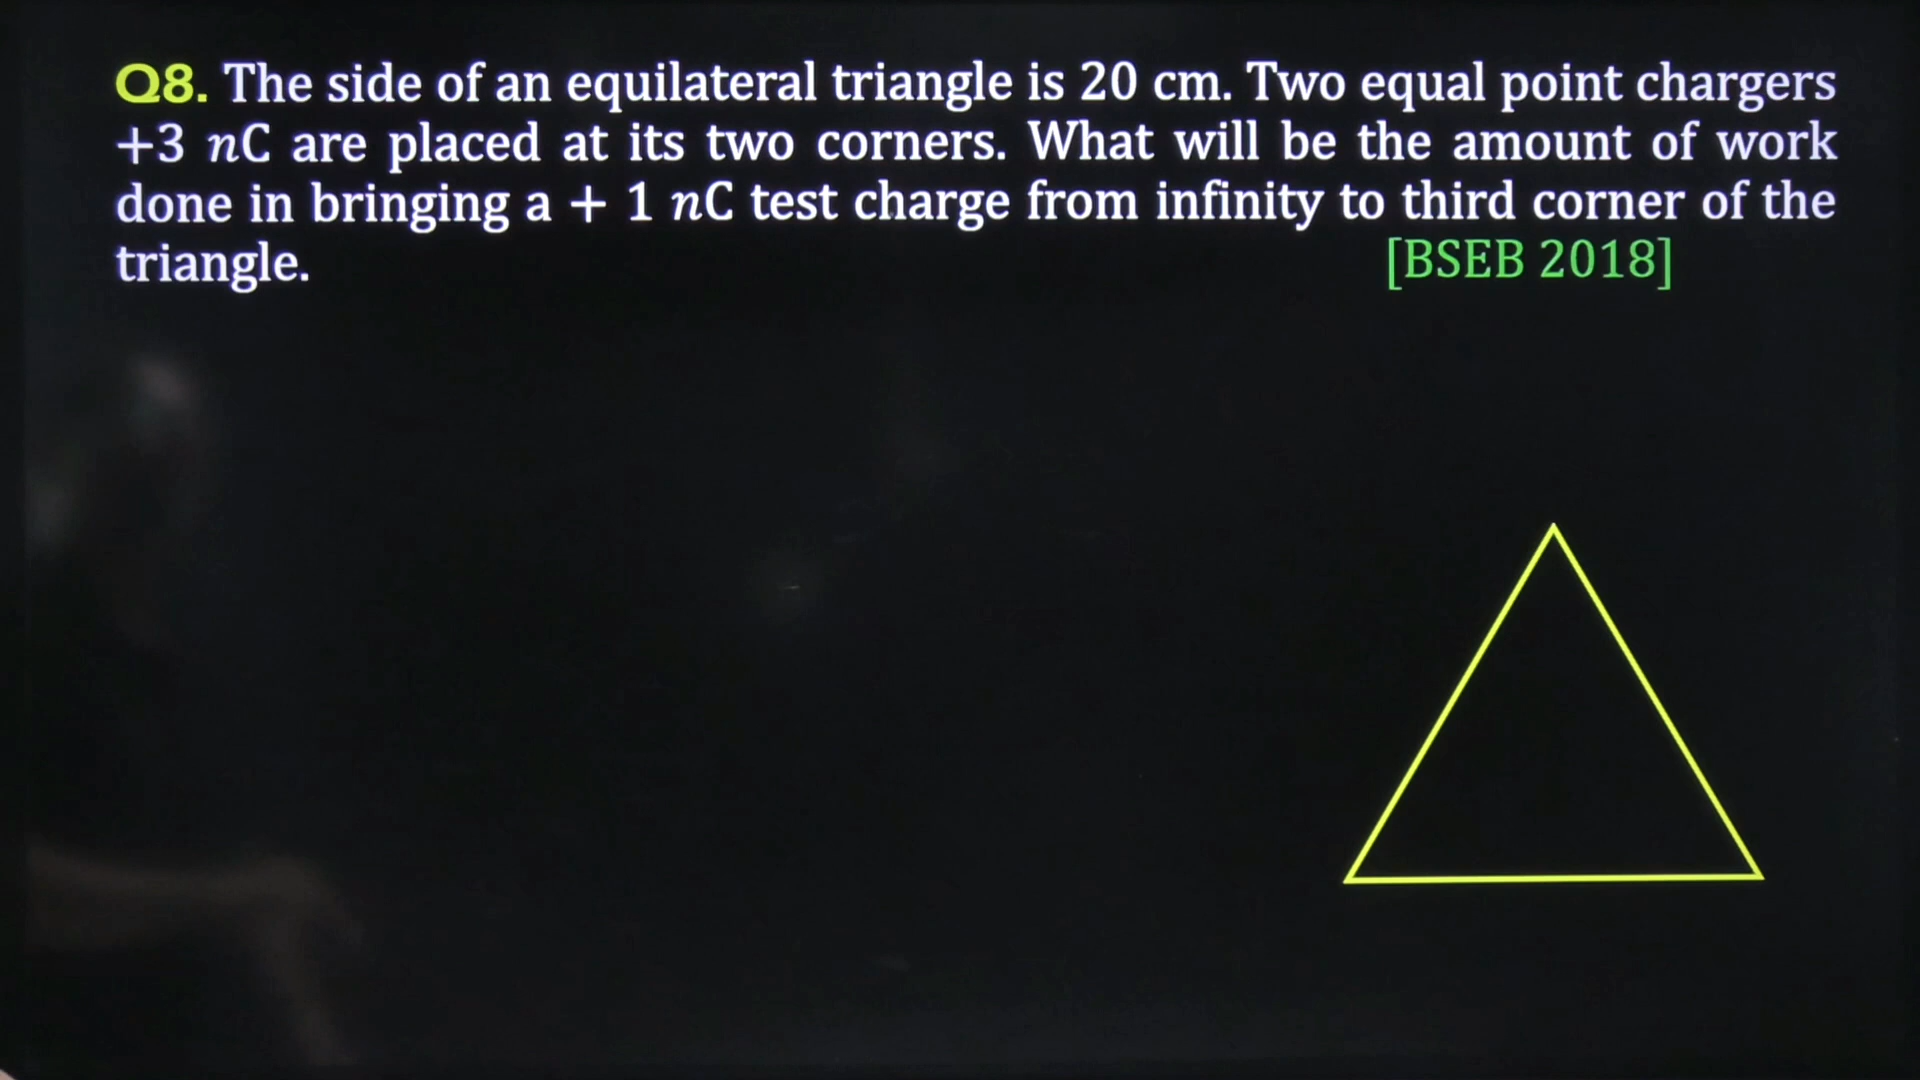 Q8. The side of an equilateral triangle is 20 cm. Two equal point chargers
+3 nC are placed at its two corners. What will be the amount of work
done in bringing a + 1 nC test charge from infinity to third corner of the
triangle. [BSEB 2018]